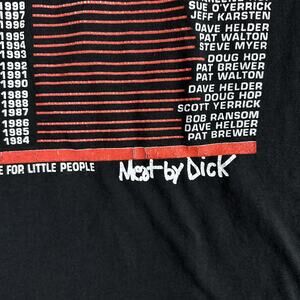 1998
SUE O'YERRICK
1997
JEFF KARSTEN
1996
DAVE HELDER
1995
PAT WALTON
1994
STEVE MYER
1993
DOUG HOP
1992
PAT BREWER
1991
PAT WALKTON
1990
DAVE HELDER
1989
DOUG HOP
1988
SCOTT YERRICK
1987
BOB RANSOM
1986
DAVE HELDER
1985
PAT BREWER
1984
E FOR LITTLE PEOPLE
Meat by Dick